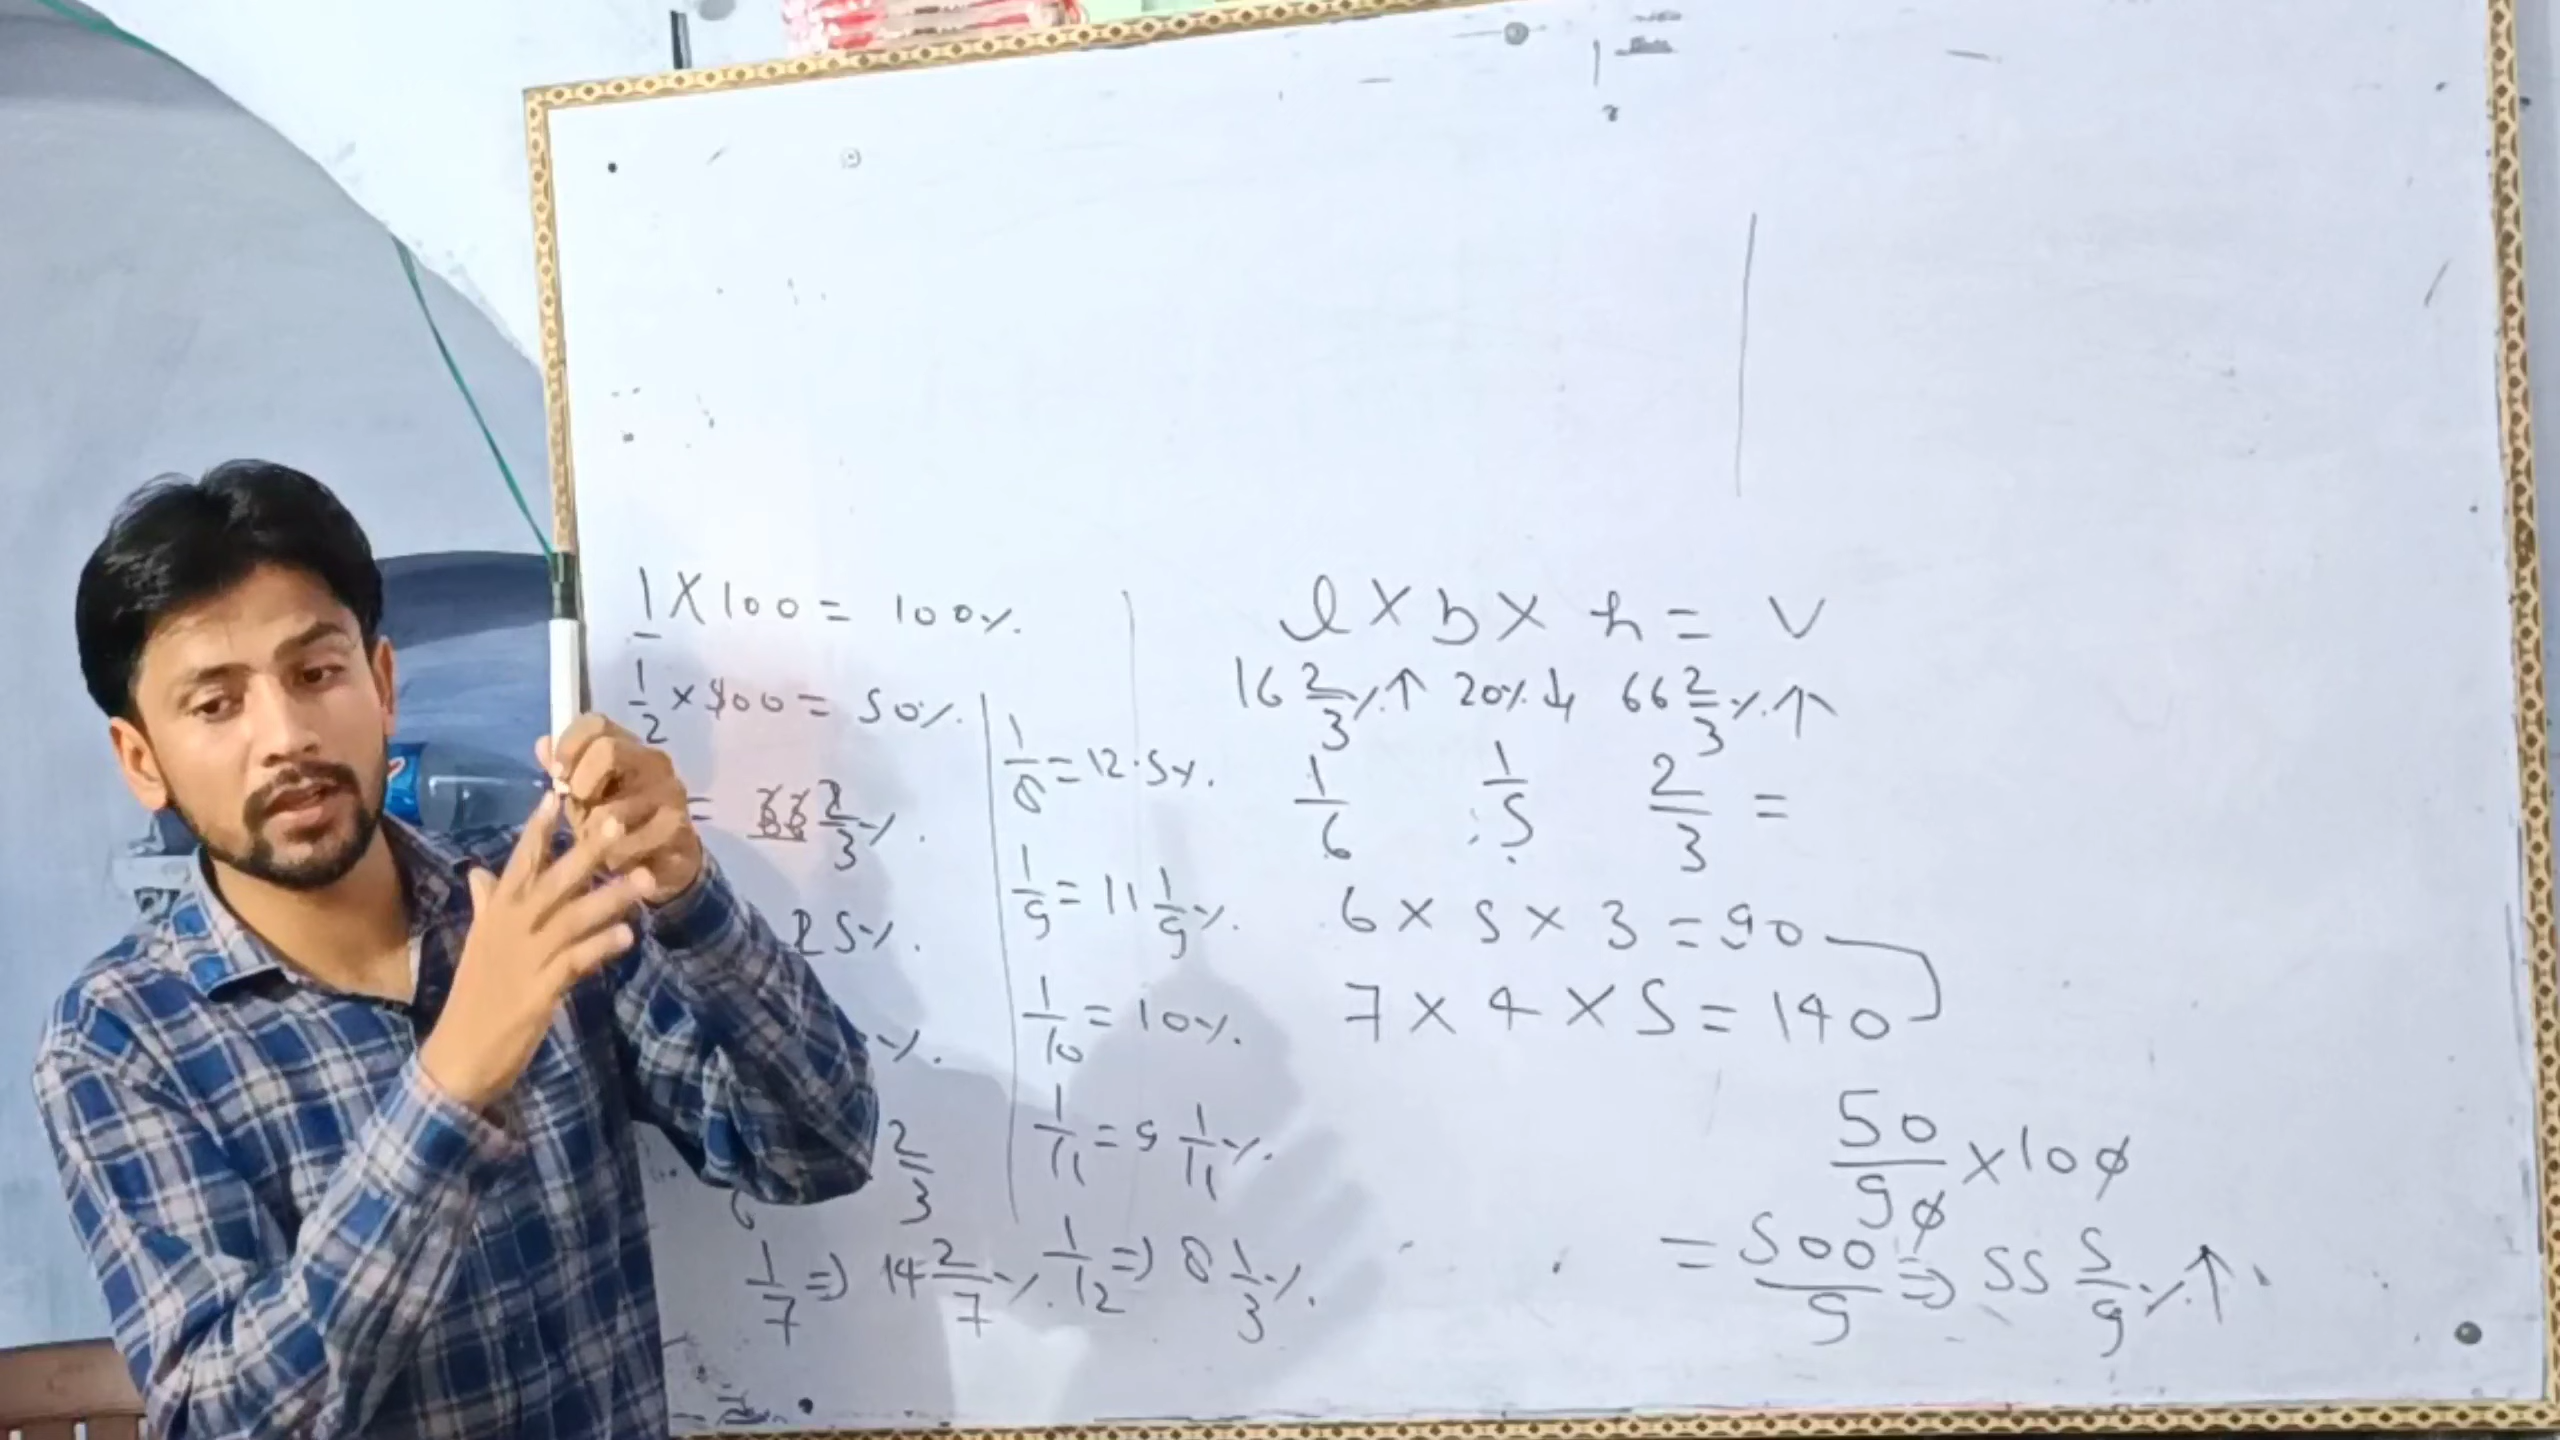 1/1 × 100 = 100%.
1/2 × 100 = 50%.
= 66 2/3 %.
25%.
%.
2/3
1/7 ⇒ 14 2/7 %.
1/8 = 12.5%.
1/9 = 11 1/9 %.
1/10 = 10%.
1/11 = 9 1/11 %.
1/12 ⇒ 8 1/3 %.
l × b × h = V
16 2/3 %.↑ 20%.↓ 66 2/3 %.↑
1/6 1/5 2/3 =
6 × 5 × 3 = 90
7 × 4 × 5 = 140
50/90 × 100
= 500/9 ⇒ 55 5/9 %.↑